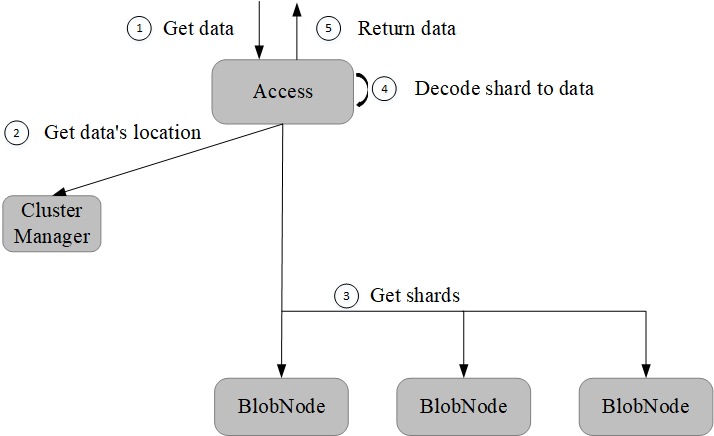 1 Get data
5 Return data
Access
4 Decode shard to data
2 Get data's location
Cluster
Manager
3 Get shards
BlobNode
BlobNode
BlobNode